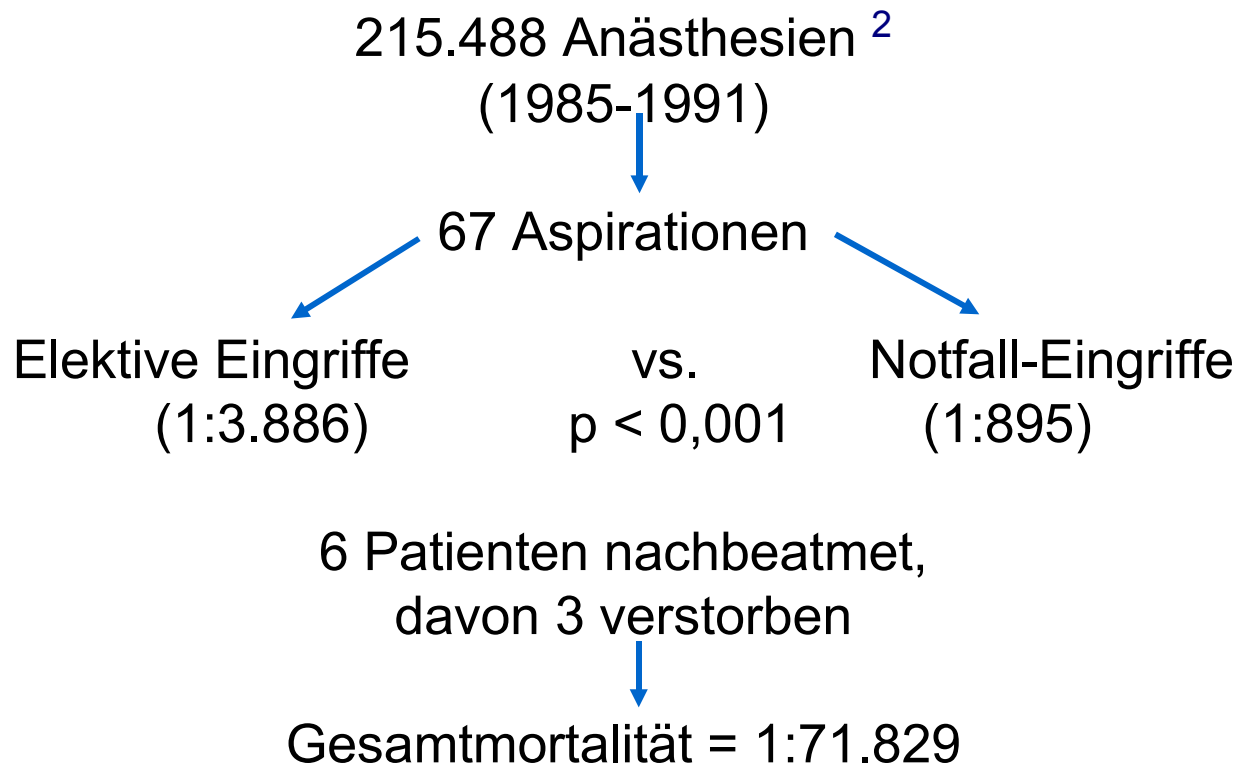 215.488 Anästhesien 2
(1985-1991)
67 Aspirationen
Elektive Eingriffe vs. Notfall-Eingriffe
(1:3.886) p < 0,001 (1:895)
6 Patienten nachbeatmet,
davon 3 verstorben
Gesamtmortalität = 1:71.829